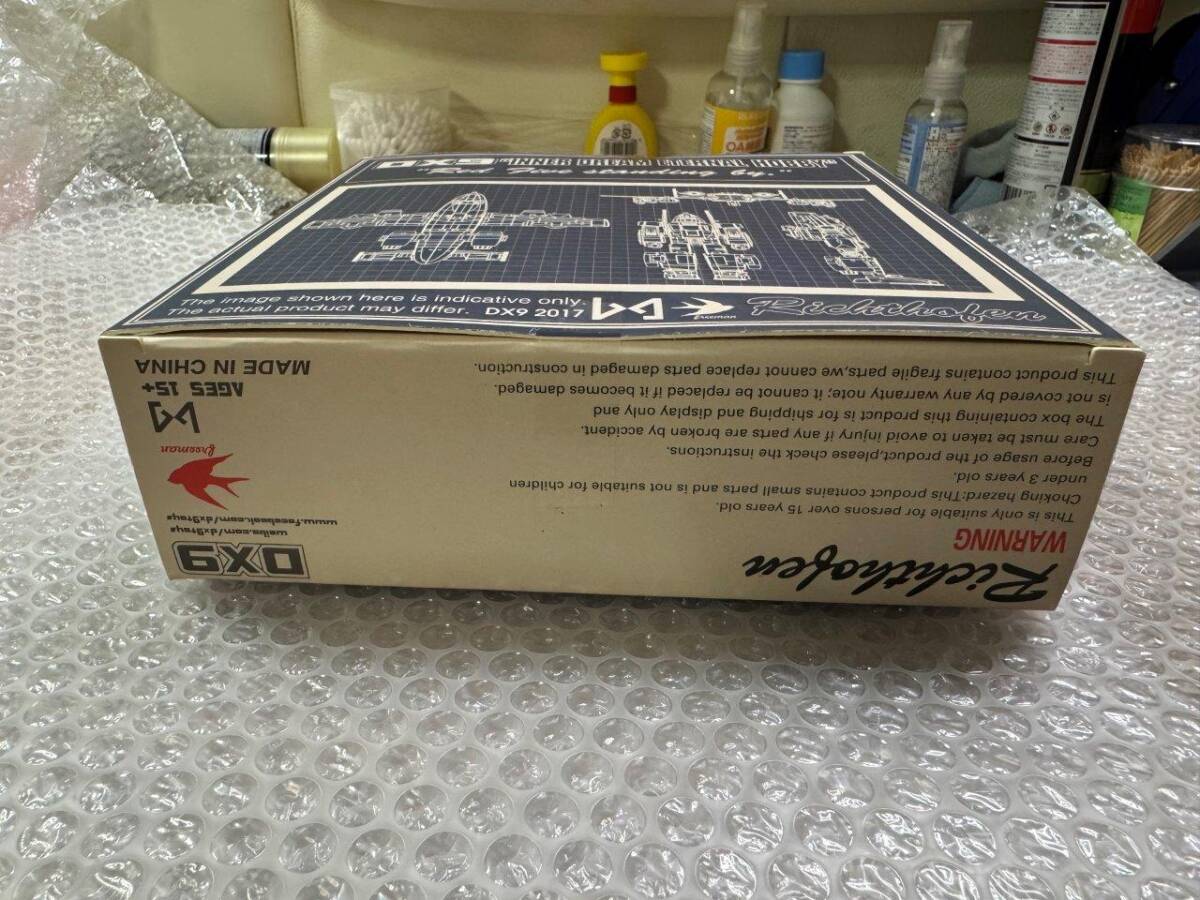 DX9 "INNER DREAM ETERNAL HOBBY"
"Red Five standing by."
The image shown here is indicative only.
The actual product may differ. DX9 2017
freeman
Richthofen
Richthofen
WARNING
This is only suitable for persons over 15 years old.
Choking hazard:This product contains small parts and is not suitable for children
under 3 years old.
Before usage of the product,please check the instructions.
Care must be taken to avoid injury if any parts are broken by accident.
The box containing this product is for shipping and display only and
is not covered by any warranty note; it cannot be replaced if it becomes damaged.
This product contains fragile parts,we cannot replace parts damaged in construction.
DX9
www.facebook.com/dx9toys
freeman
AGES 15+
MADE IN CHINA